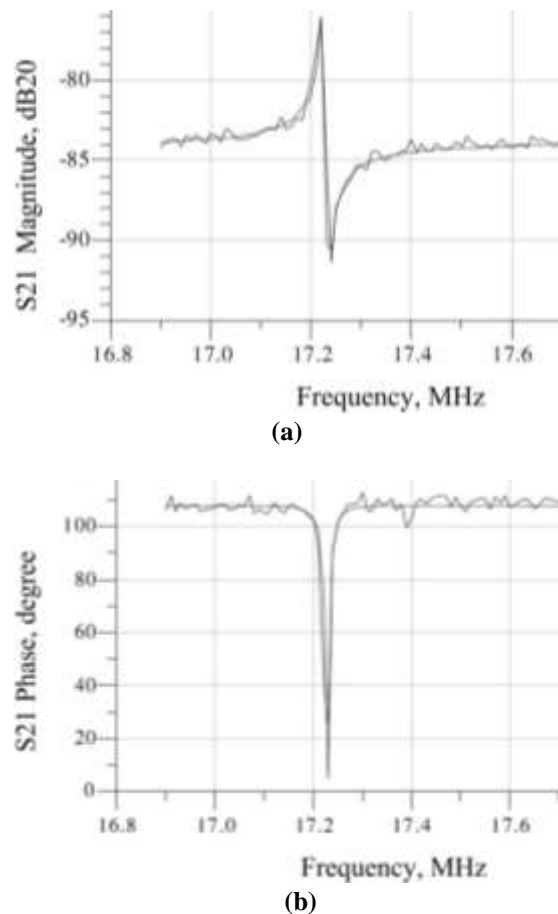 S21 Magnitude, dB20
-80
-85
-90
-95
16.8 17.0 17.2 17.4 17.6
Frequency, MHz
(a)
S21 Phase, degree
100
80
60
40
20
0
16.8 17.0 17.2 17.4 17.6
Frequency, MHz
(b)